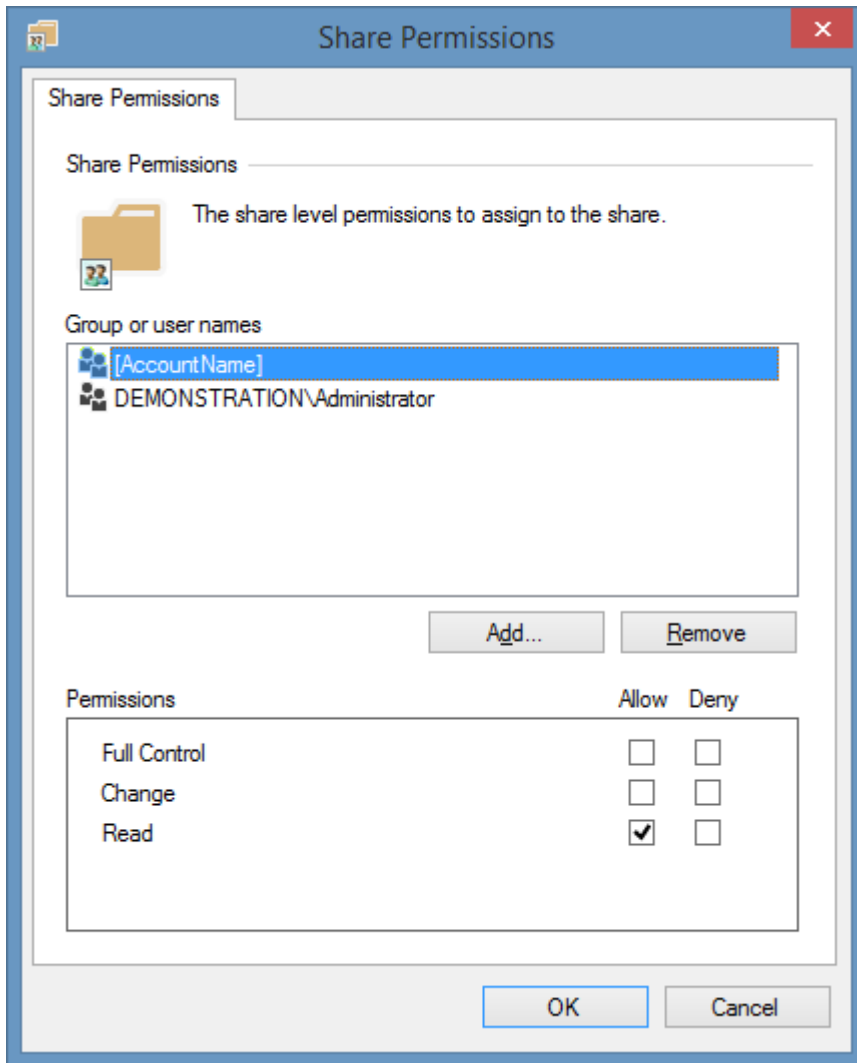 Share Permissions
Share Permissions
Share Permissions
The share level permissions to assign to the share.
Group or user names
[AccountName]
DEMONSTRATION\Administrator
Add...
Remove
Permissions Allow Deny
Full Control
Change
Read
OK
Cancel